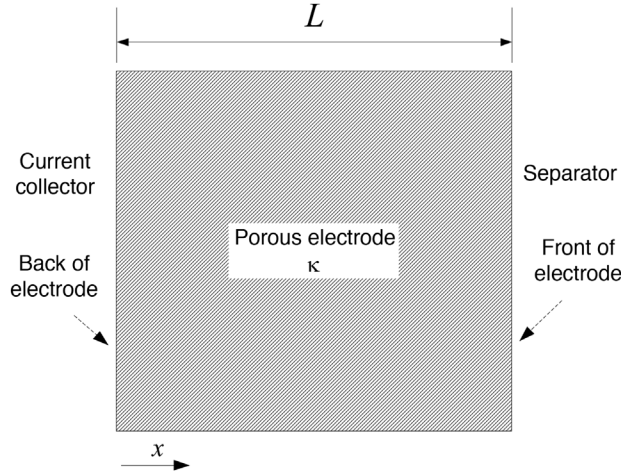 L
Current
collector
Separator
Porous electrode
κ
Back of
electrode
Front of
electrode
x